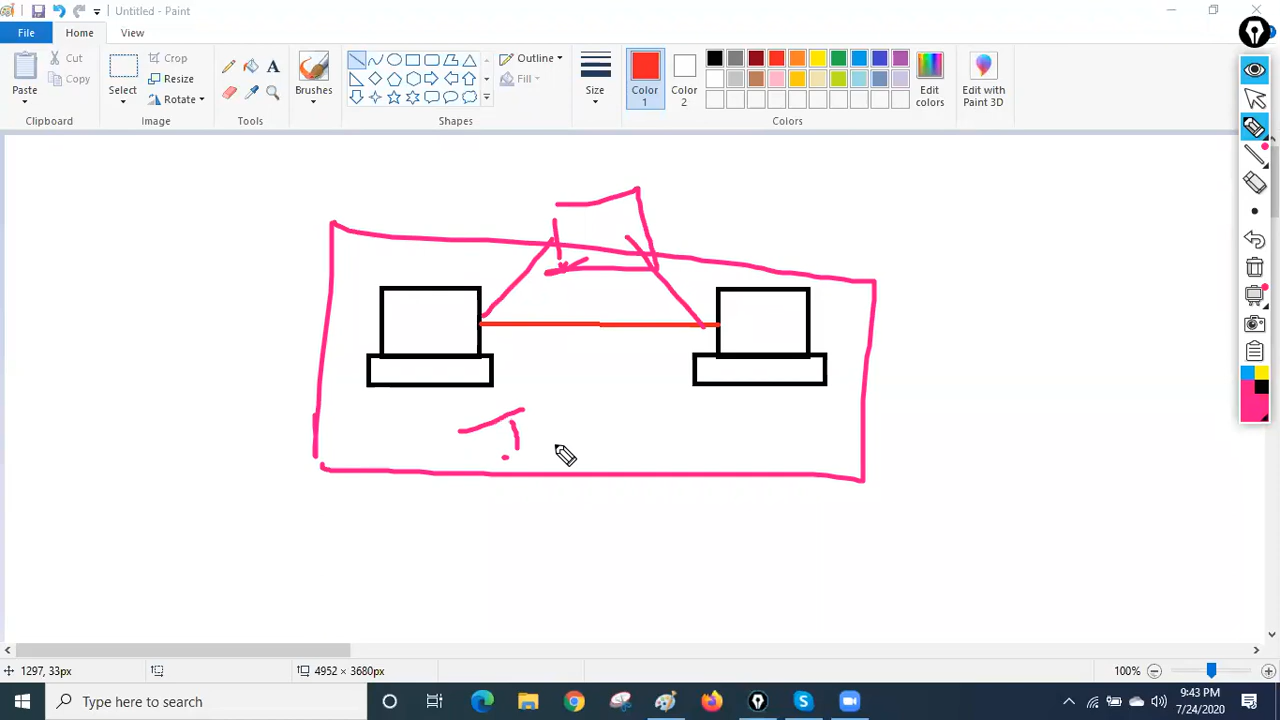 Untitled - Paint
File Home View
Paste
Cut
Copy
Clipboard
Select
Crop
Resize
Rotate
Image
Tools
Brushes
Shapes
Outline
Fill
Size
Color 1
Color 2
Edit colors
Colors
Edit with Paint 3D
1297, 33px
4952 × 3680px
100%
Type here to search
9:43 PM
7/24/2020